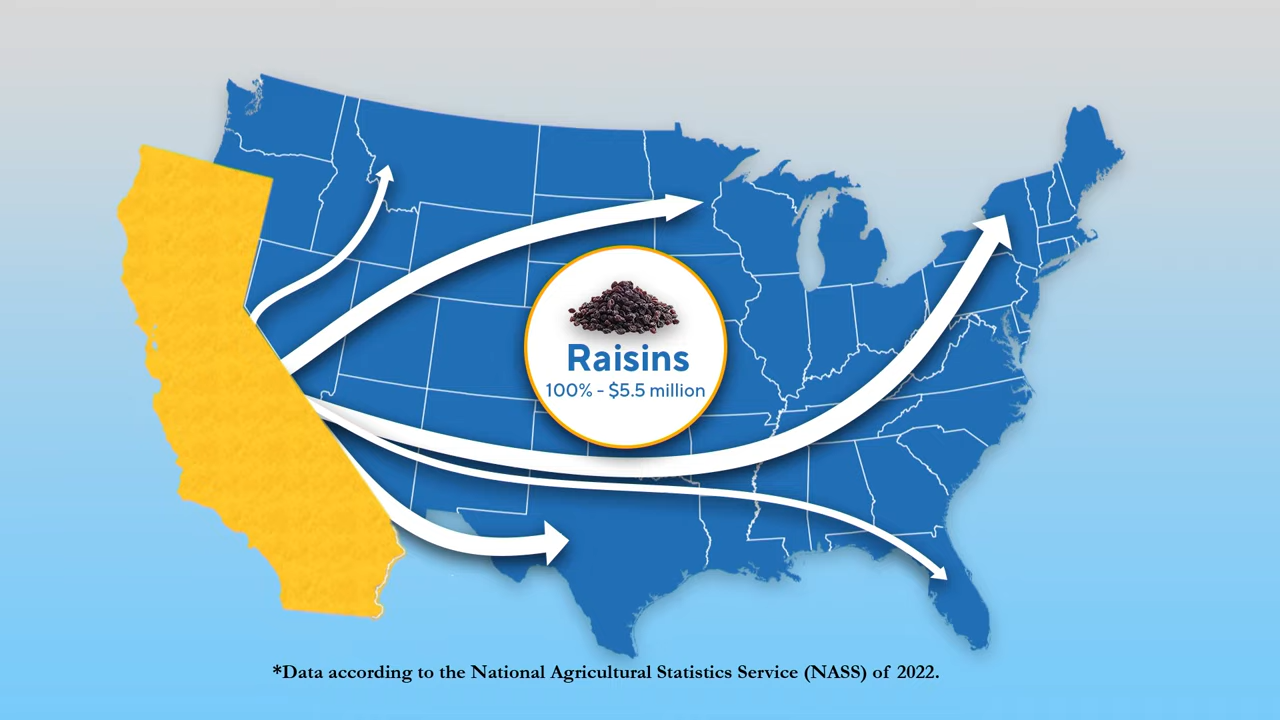 Raisins
100% - $5.5 million
*Data according to the National Agricultural Statistics Service (NASS) of 2022.